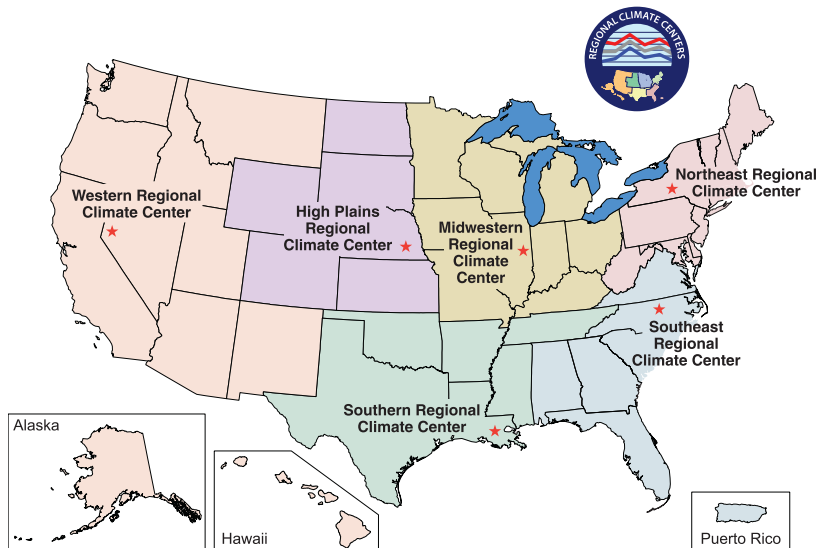 REGIONAL CLIMATE CENTERS
Northeast Regional
Climate Center
Western Regional
Climate Center
High Plains
Regional
Climate Center
Midwestern
Regional
Climate
Center
Southeast
Regional
Climate Center
Southern Regional
Climate Center
Alaska
Hawaii
Puerto Rico